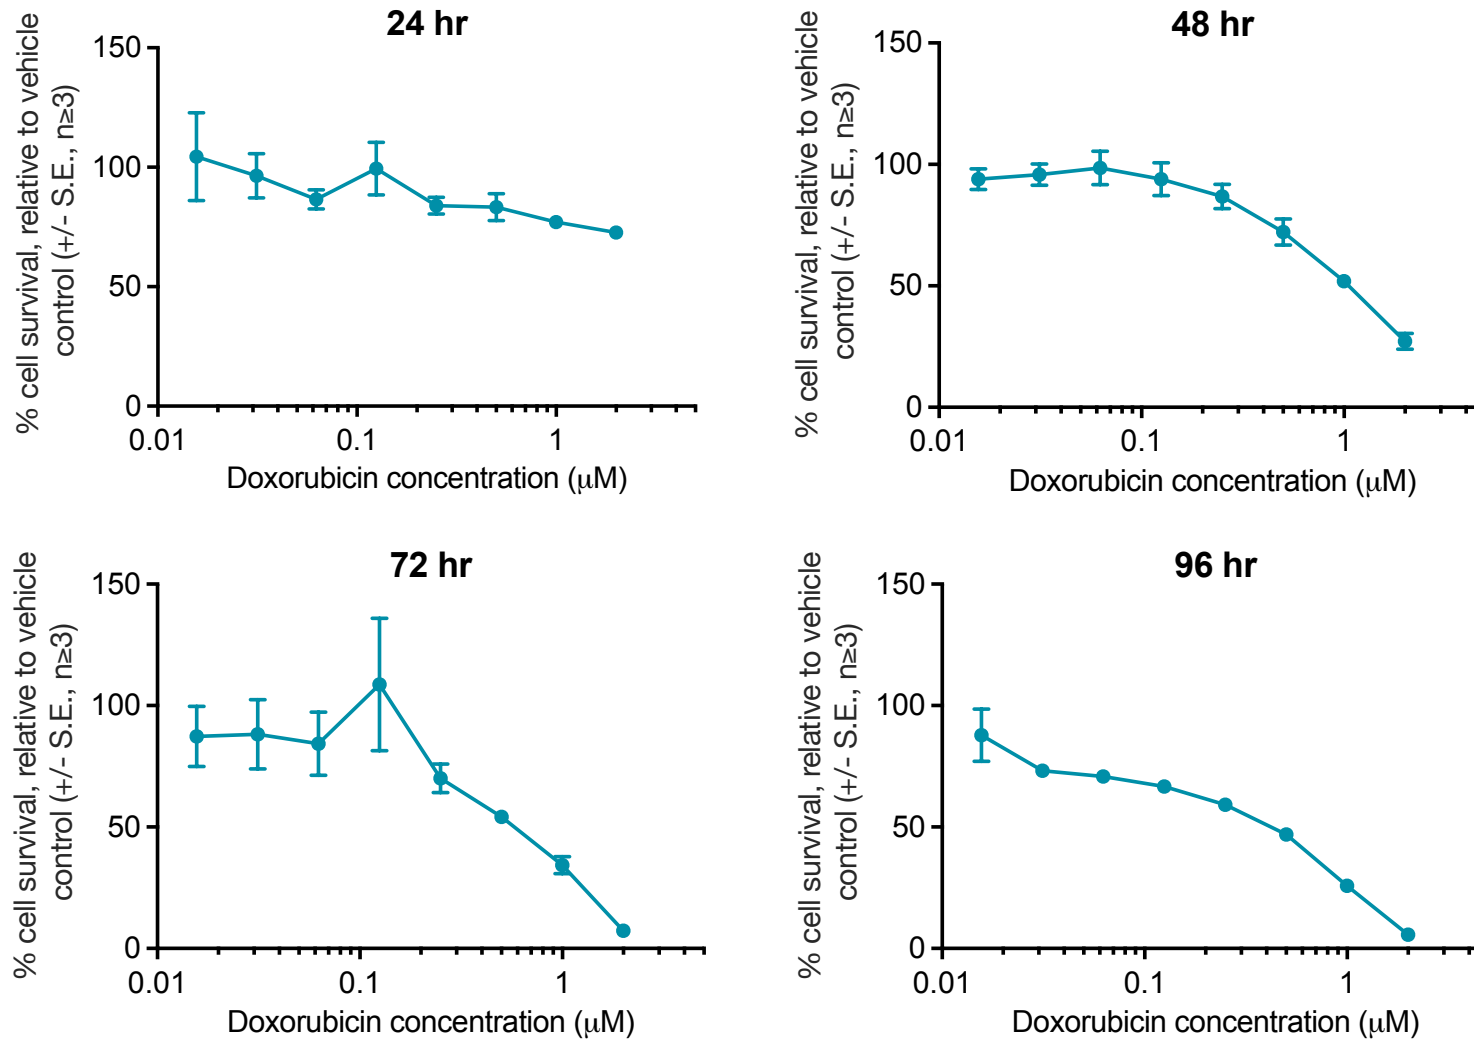 24 hr
% cell survival, relative to vehicle
control (+/- S.E., n≥3)
150
100
50
0
0.01
0.1
1
Doxorubicin concentration (μM)
48 hr
% cell survival, relative to vehicle
control (+/- S.E., n≥3)
150
100
50
0
0.01
0.1
1
Doxorubicin concentration (μM)
72 hr
% cell survival, relative to vehicle
control (+/- S.E., n≥3)
150
100
50
0
0.01
0.1
1
Doxorubicin concentration (μM)
96 hr
% cell survival, relative to vehicle
control (+/- S.E., n≥3)
150
100
50
0
0.01
0.1
1
Doxorubicin concentration (μM)